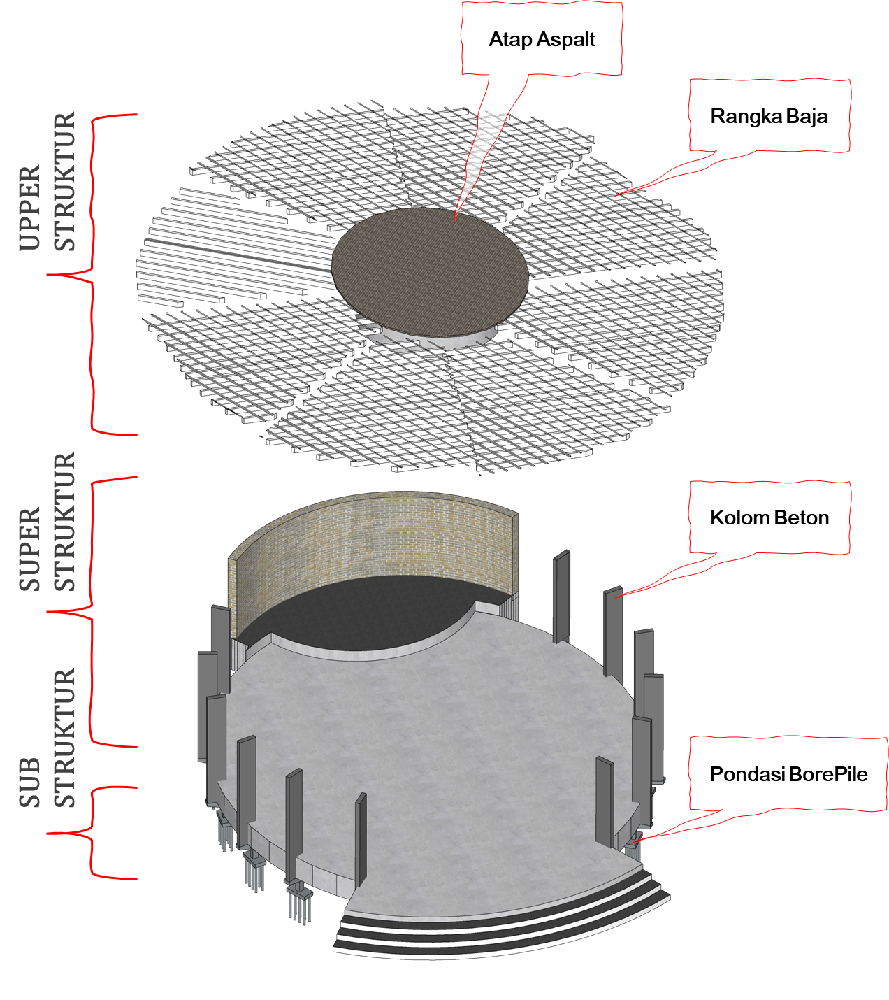 Atap Aspalt
Rangka Baja
UPPER
STRUKTUR
SUPER
STRUKTUR
Kolom Beton
SUB
STRUKTUR
Pondasi BorePile